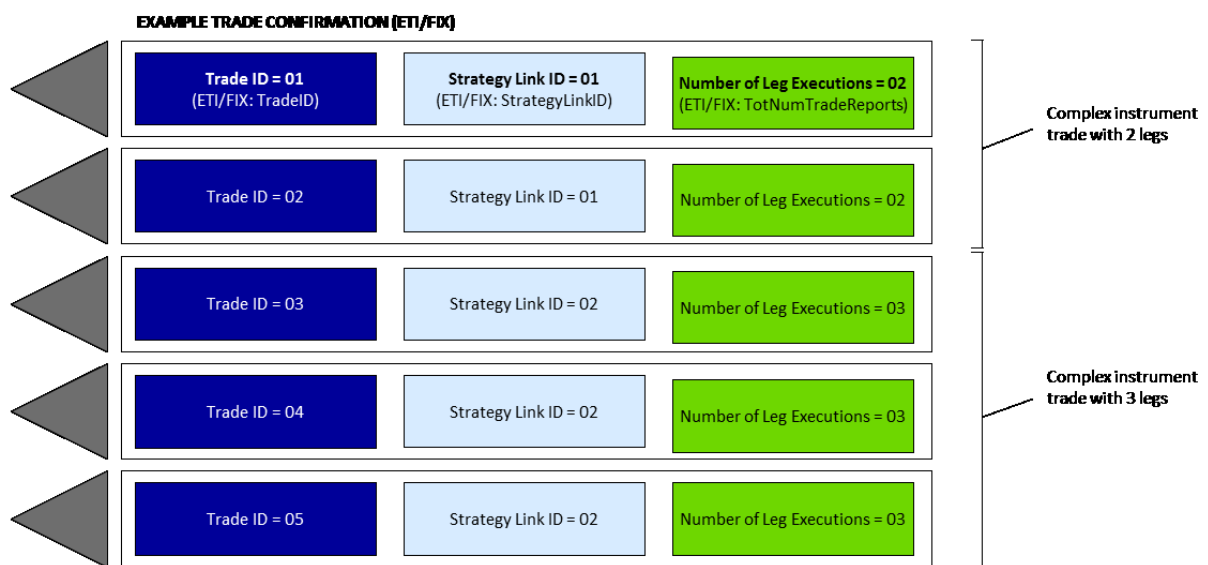 EXAMPLE TRADE CONFIRMATION (ETI/FIX)
Trade ID = 01
(ETI/FIX: TradeID)
Strategy Link ID = 01
(ETI/FIX: StrategyLinkID)
Number of Leg Executions = 02
(ETI/FIX: TotNumTradeReports)
Complex instrument
trade with 2 legs
Trade ID = 02
Strategy Link ID = 01
Number of Leg Executions = 02
Trade ID = 03
Strategy Link ID = 02
Number of Leg Executions = 03
Trade ID = 04
Strategy Link ID = 02
Number of Leg Executions = 03
Complex instrument
trade with 3 legs
Trade ID = 05
Strategy Link ID = 02
Number of Leg Executions = 03